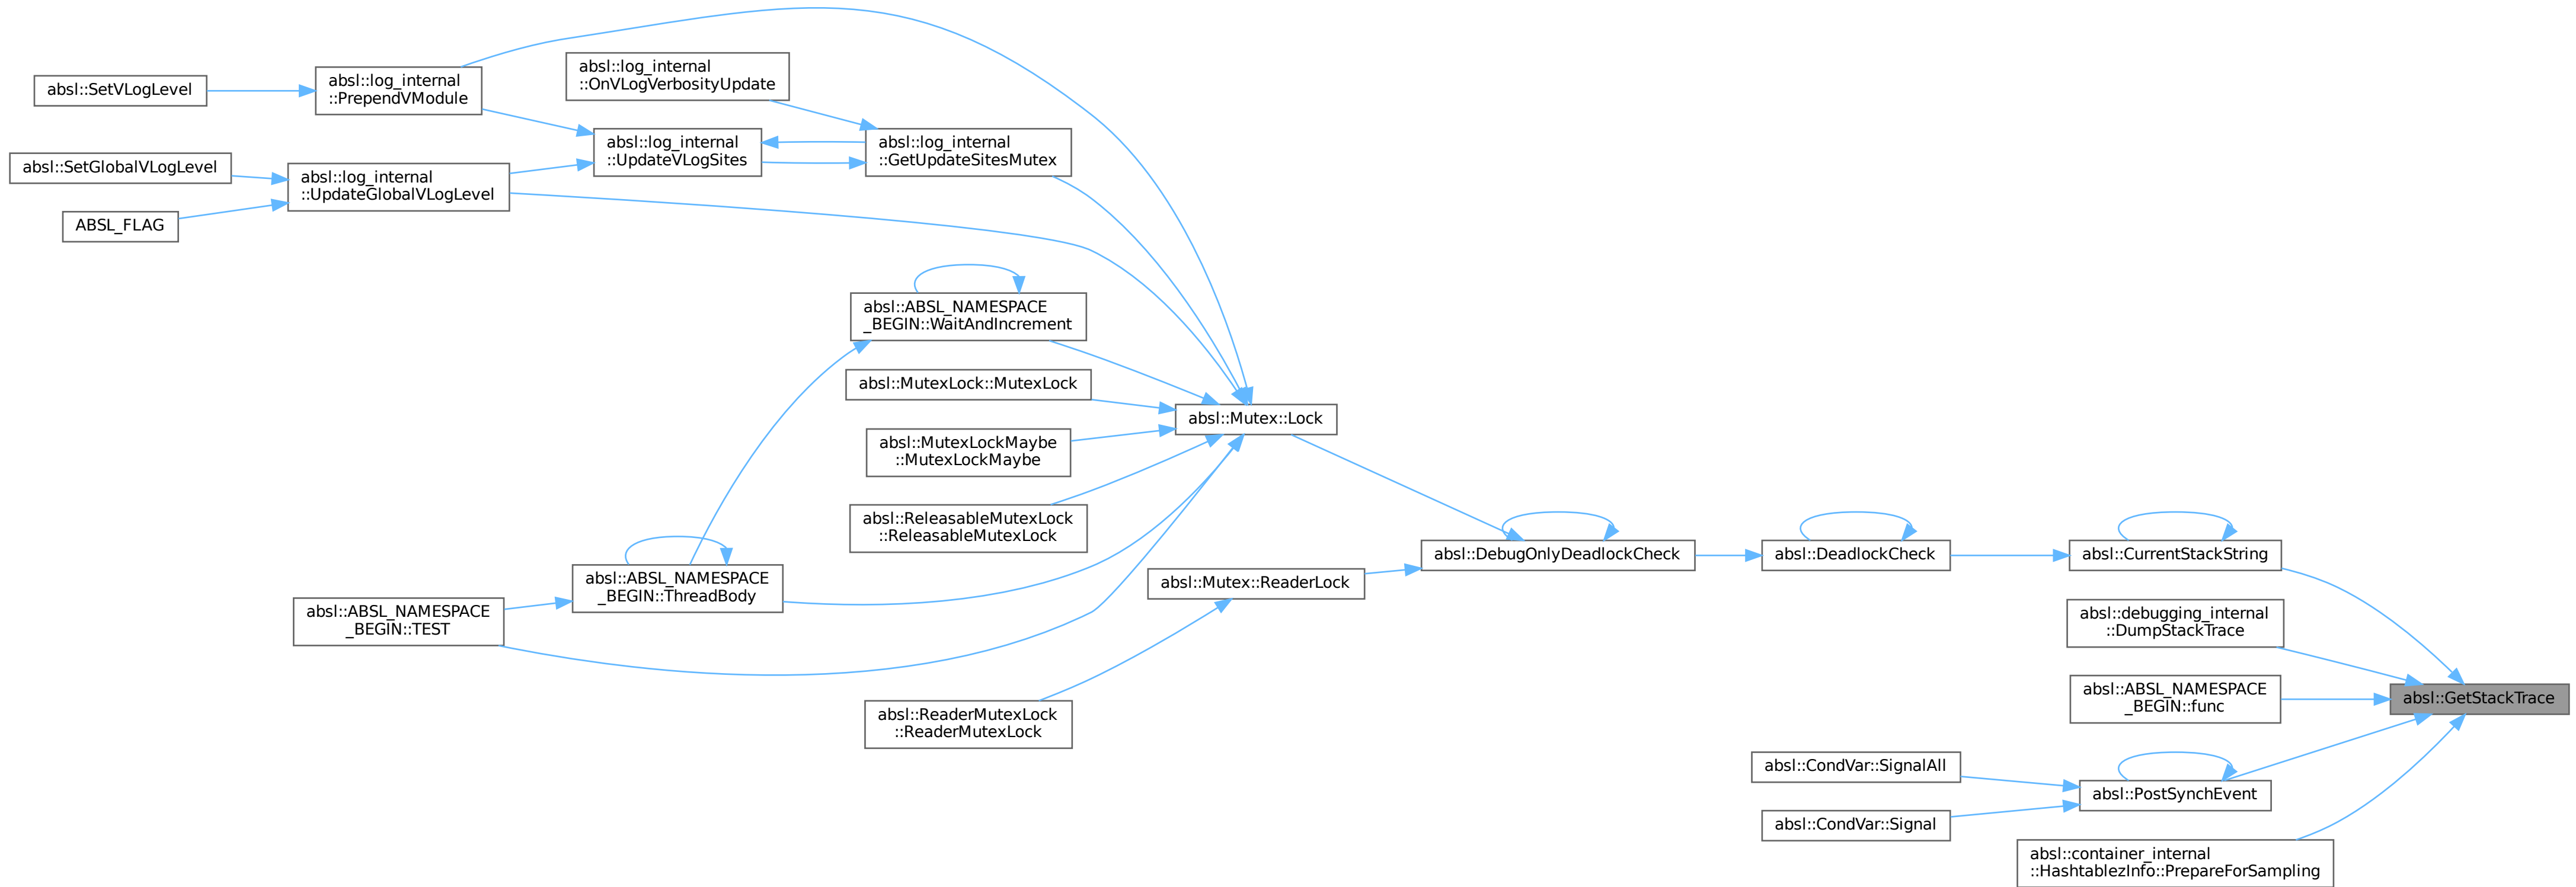 absl::SetVLogLevel
absl::log_internal
::PrependVModule
absl::log_internal
::OnVLogVerbosityUpdate
absl::log_internal
::UpdateVLogSites
absl::log_internal
::GetUpdateSitesMutex
absl::SetGlobalVLogLevel
absl::log_internal
::UpdateGlobalVLogLevel
ABSL_FLAG
absl::ABSL_NAMESPACE
_BEGIN::WaitAndIncrement
absl::MutexLock::MutexLock
absl::MutexLockMaybe
::MutexLockMaybe
absl::ReleasableMutexLock
::ReleasableMutexLock
absl::ABSL_NAMESPACE
_BEGIN::ThreadBody
absl::ABSL_NAMESPACE
_BEGIN::TEST
absl::ReaderMutexLock
::ReaderMutexLock
absl::Mutex::Lock
absl::Mutex::ReaderLock
absl::DebugOnlyDeadlockCheck
absl::DeadlockCheck
absl::CurrentStackString
absl::debugging_internal
::DumpStackTrace
absl::ABSL_NAMESPACE
_BEGIN::func
absl::GetStackTrace
absl::CondVar::SignalAll
absl::CondVar::Signal
absl::PostSynchEvent
absl::container_internal
::HashtablezInfo::PrepareForSampling